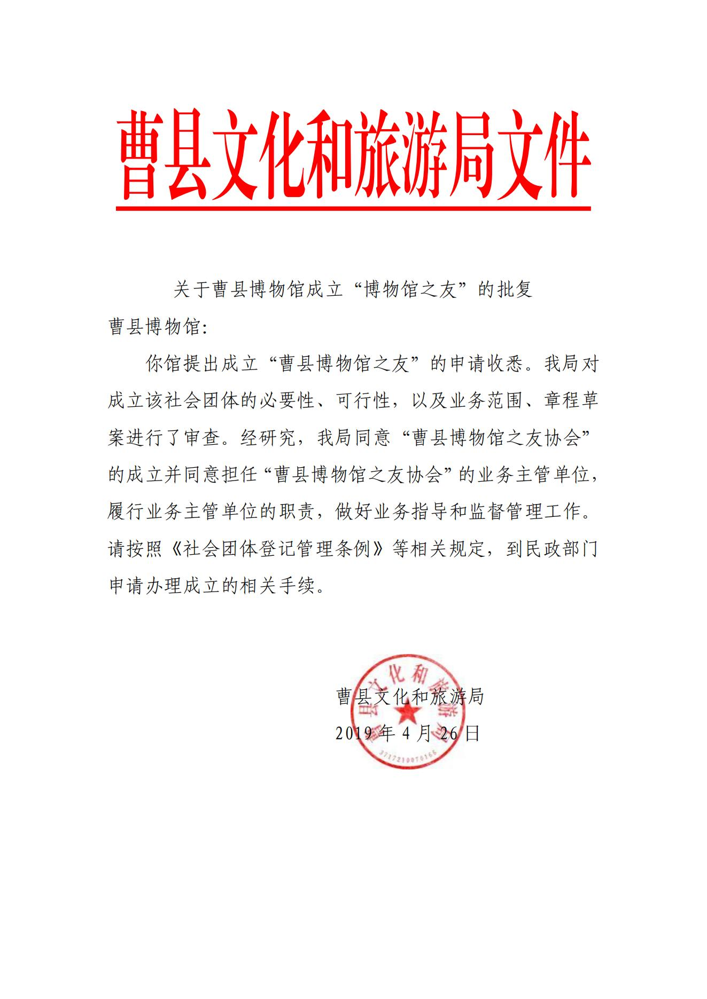 曹县文化和旅游局文件
关于曹县博物馆成立“博物馆之友”的批复
曹县博物馆：
你馆提出成立“曹县博物馆之友”的申请收悉。我局对
成立该社会团体的必要性、可行性，以及业务范围、章程草
案进行了审查。经研究，我局同意“曹县博物馆之友协会”
的成立并同意担任“曹县博物馆之友协会”的业务主管单位，
履行业务主管单位的职责，做好业务指导和监督管理工作。
请按照《社会团体登记管理条例》等相关规定，到民政部门
申请办理成立的相关手续。
曹县文化和旅游局
2019年4月26日
曹县文化和旅游局
3717210070166